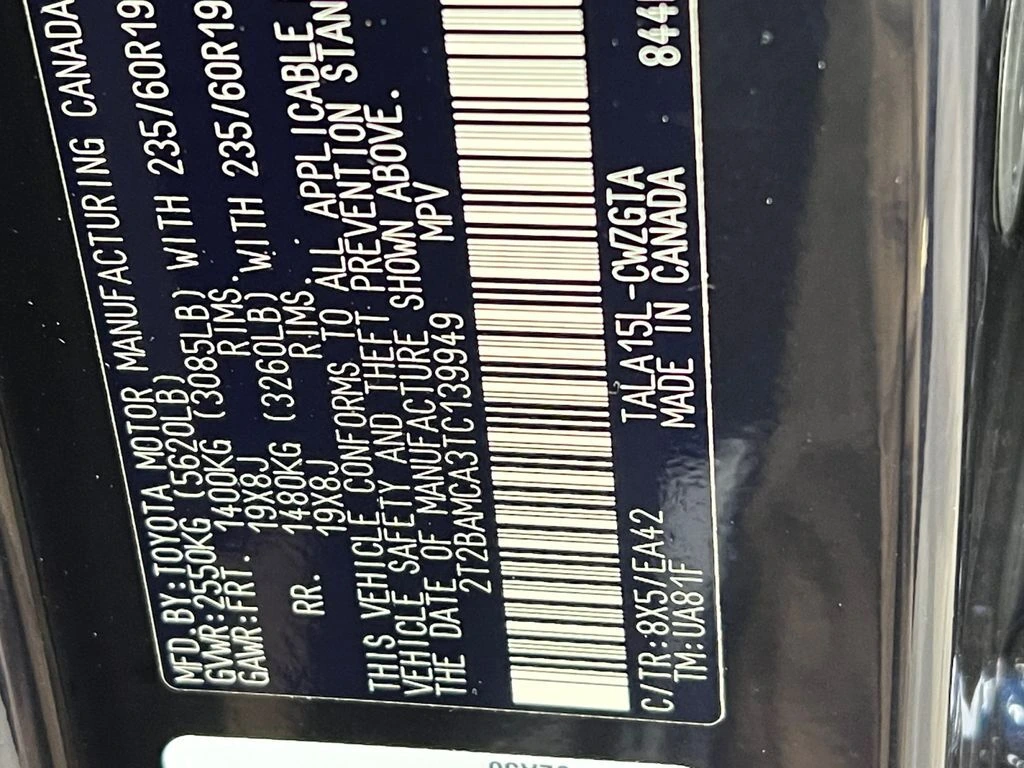 MFD.BY:TOYOTA MOTOR MANUFACTURING CANADA
GVWR:2550KG (5620LB)
GAWR:FRT. 1400KG (3085LB) WITH 235/60R19
19X8J RIMS.
RR. 1480KG (3260LB) WITH 235/60R19
19X8J RIMS.
THIS VEHICLE CONFORMS TO ALL APPLICABLE
VEHICLE SAFETY AND THEFT PREVENTION STAN
THE DATE OF MANUFACTURE SHOWN ABOVE.
2T2BAMCA3TC139949 MPV
C/TR:8X5/EA42 TALA15L-CWZGTA 844
TM:UA81F MADE IN CANADA